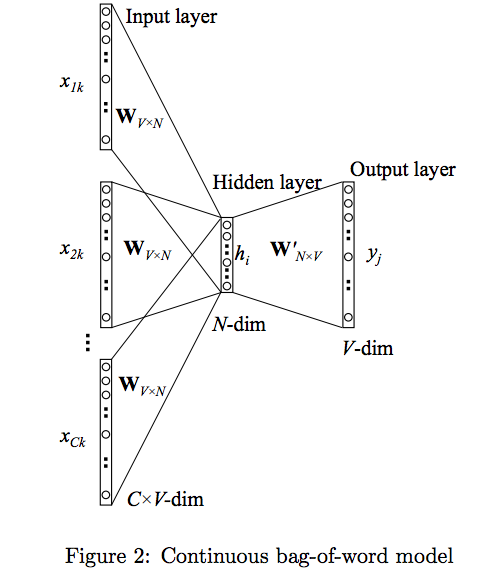 Input layer
x1k
WV×N
Hidden layer
Output layer
x2k
WV×N
hi
W'N×V
yj
N-dim
V-dim
WV×N
xCk
C×V-dim
Figure 2: Continuous bag-of-word model